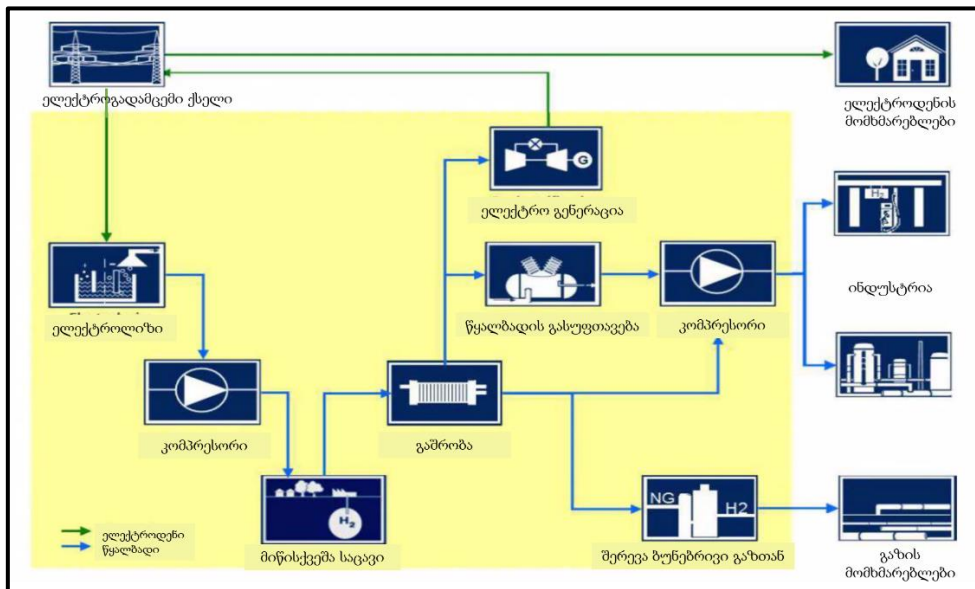 ელექტროგადამცემი ქსელი
ელექტროდენის
მომხმარებლები
G
ელექტრო გენერაცია
H2
ინდუსტრია
ელექტროლიზი
წყალბადის გასუფთავება
კომპრესორი
კომპრესორი
გაშრობა
H2
NG
H2
ელექტროდენი
წყალბადი
მიწისქვეშა საცავი
შერევა ბუნებრივი გაზთან
გაზის
მომხმარებლები